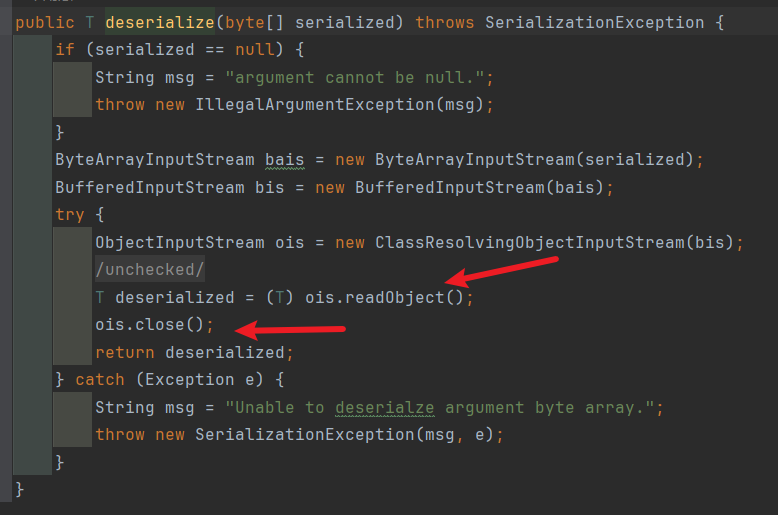 public T deserialize(byte[] serialized) throws SerializationException {
if (serialized == null) {
String msg = "argument cannot be null.";
throw new IllegalArgumentException(msg);
}
ByteArrayInputStream bais = new ByteArrayInputStream(serialized);
BufferedInputStream bis = new BufferedInputStream(bais);
try {
ObjectInputStream ois = new ClassResolvingObjectInputStream(bis);
/unchecked/
T deserialized = (T) ois.readObject();
ois.close();
return deserialized;
} catch (Exception e) {
String msg = "Unable to deserialze argument byte array.";
throw new SerializationException(msg, e);
}
}